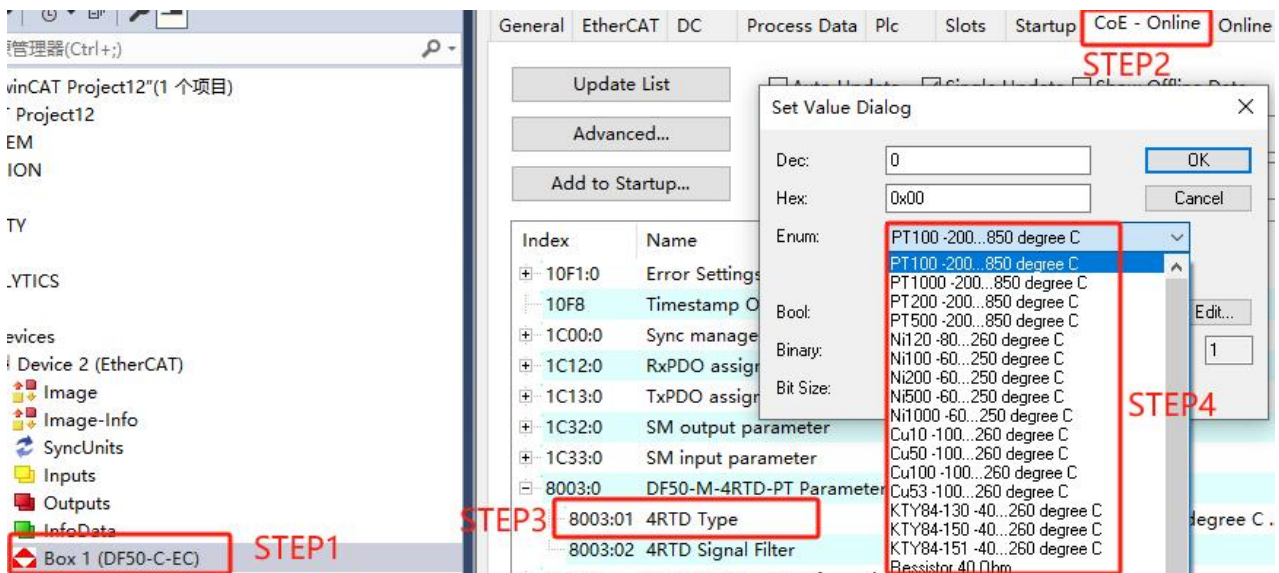 General EtherCAT DC Process Data Plc Slots Startup CoE - Online Online
管理器(Ctrl+;)
STEP2
winCAT Project12"(1 个项目)
Project12
EM
ION
TY
LYTICS
evices
Device 2 (EtherCAT)
Image
Image-Info
SyncUnits
Inputs
Outputs
InfoData
Box 1 (DF50-C-EC)
STEP1
Update List
Advanced...
Add to Startup...
Set Value Dialog
Dec: 0 OK
Hex: 0x00 Cancel
Enum: PT100 -200...850 degree C
PT100 -200...850 degree C
PT1000 -200...850 degree C
PT200 -200...850 degree C
PT500 -200...850 degree C
Ni120 -80...260 degree C
Ni100 -60...250 degree C
Ni200 -60...250 degree C
Ni500 -60...250 degree C
Ni1000 -60...250 degree C
Cu10 -100...260 degree C
Cu50 -100...260 degree C
Cu100 -100...260 degree C
Cu53 -100...260 degree C
KTY84-130 -40...260 degree C
KTY84-150 -40...260 degree C
KTY84-151 -40...260 degree C
Ressistor 40 Ohm
Bool: Edit...
Binary: 1
Bit Size:
STEP4
Index Name
10F1:0 Error Settings
10F8 Timestamp O
1C00:0 Sync manage
1C12:0 RxPDO assign
1C13:0 TxPDO assign
1C32:0 SM output parameter
1C33:0 SM input parameter
8003:0 DF50-M-4RTD-PT Parameter
STEP3 8003:01 4RTD Type degree C .
8003:02 4RTD Signal Filter